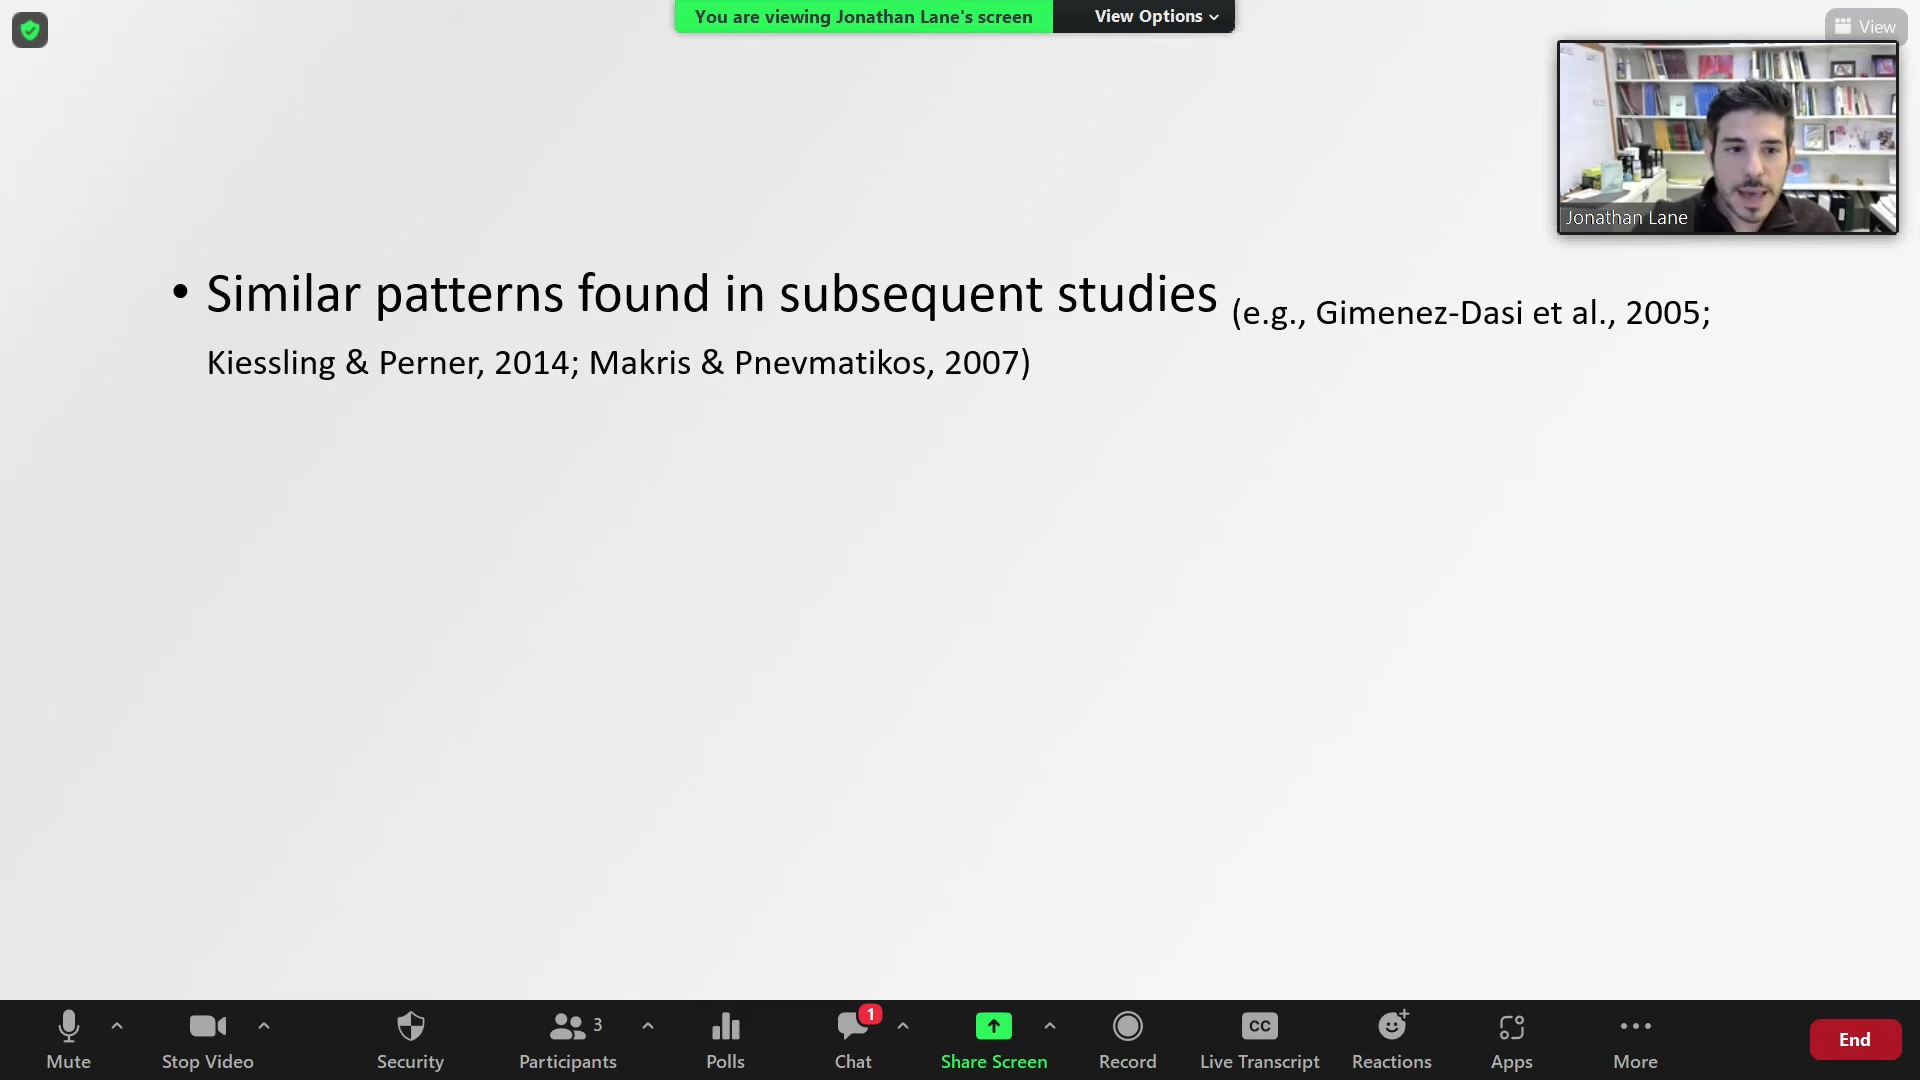 You are viewing Jonathan Lane's screen
View Options
View
Jonathan Lane
• Similar patterns found in subsequent studies (e.g., Gimenez-Dasi et al., 2005;
Kiessling & Perner, 2014; Makris & Pnevmatikos, 2007)
3
1
CC
Mute
Stop Video
Security
Participants
Polls
Chat
Share Screen
Record
Live Transcript
Reactions
Apps
More
End